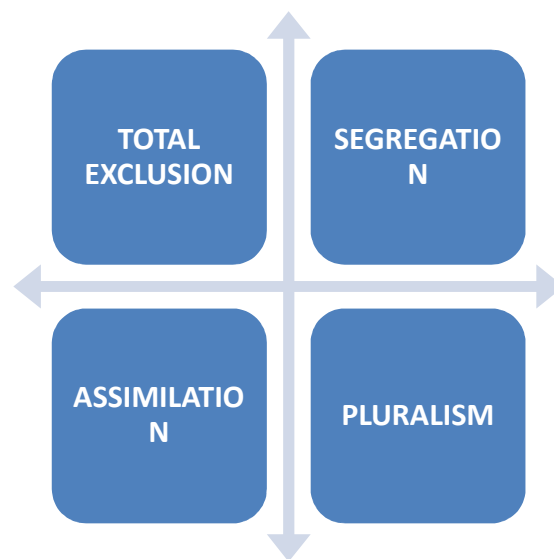 TOTAL
EXCLUSION
SEGREGATIO
N
ASSIMILATIO
N
PLURALISM